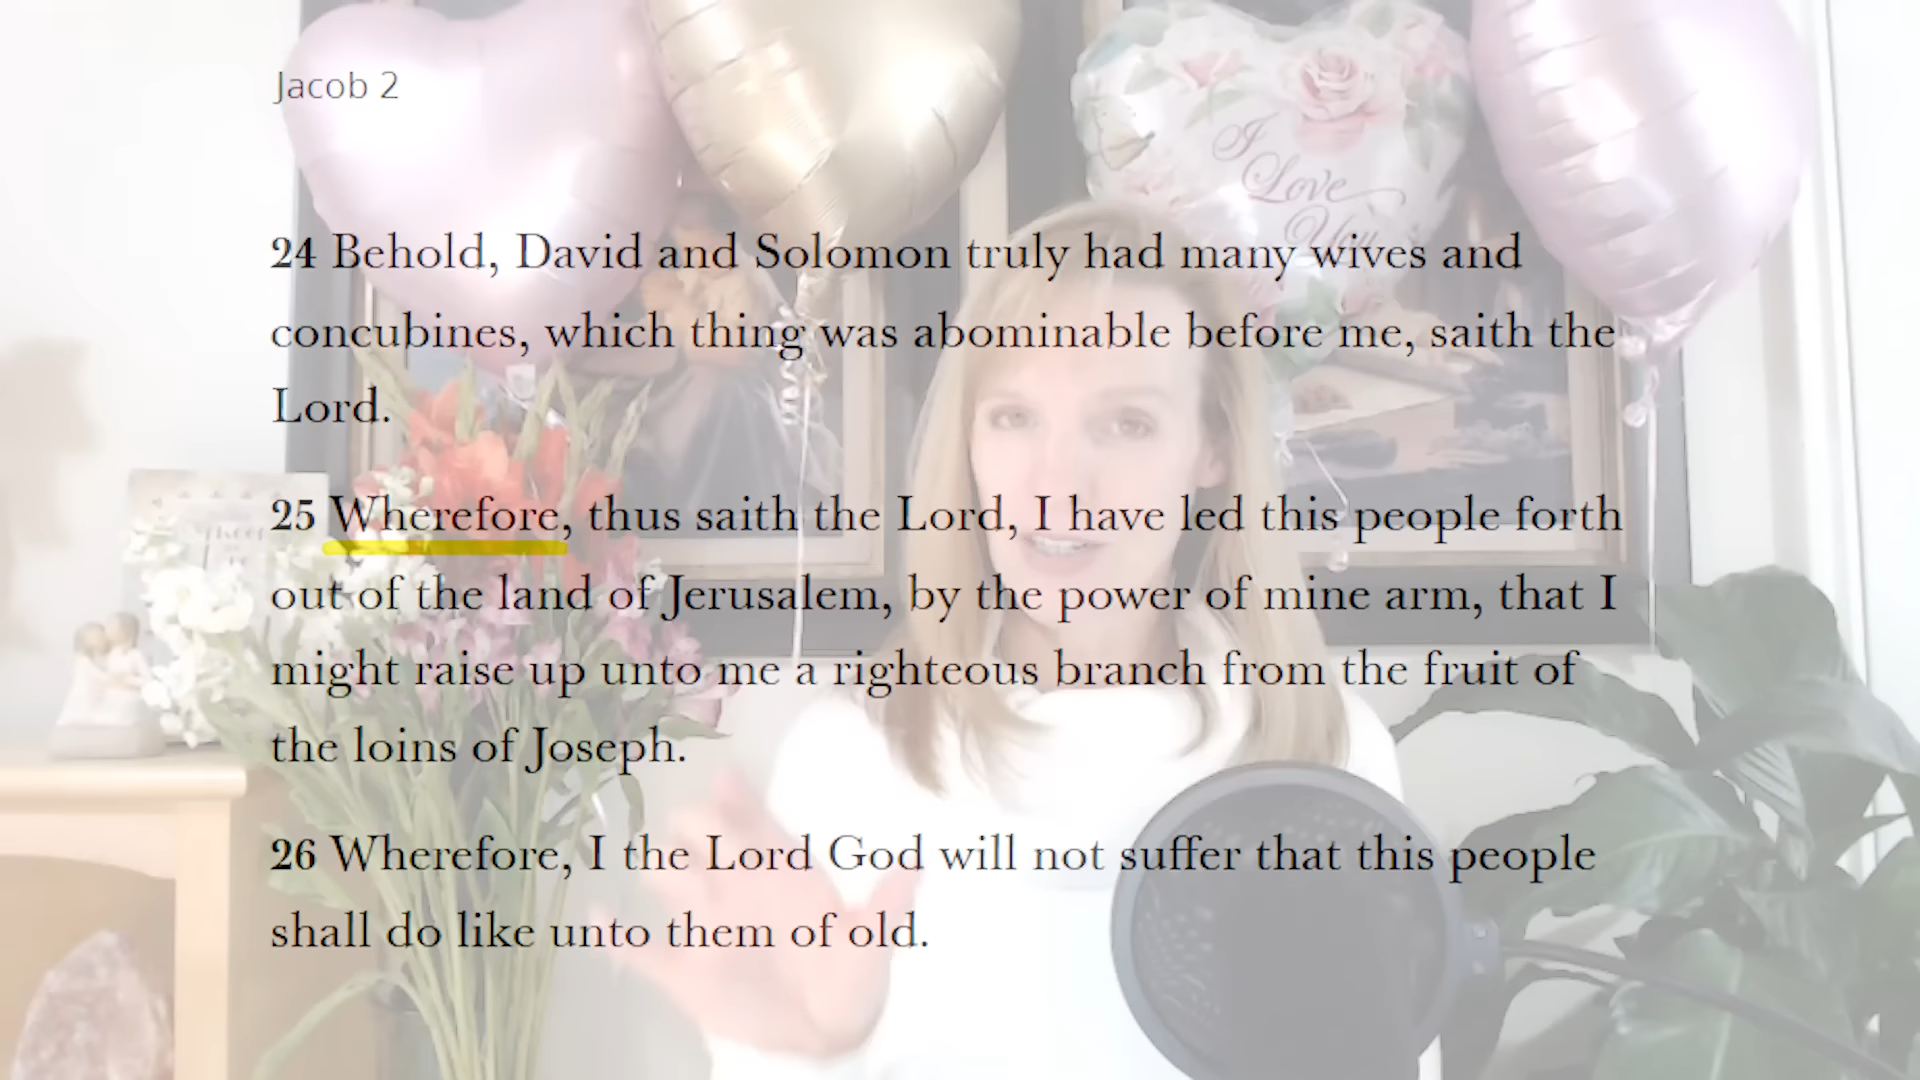 Jacob 2
I
Love
You
24 Behold, David and Solomon truly had many wives and
concubines, which thing was abominable before me, saith the
Lord.
25 Wherefore, thus saith the Lord, I have led this people forth
out of the land of Jerusalem, by the power of mine arm, that I
might raise up unto me a righteous branch from the fruit of
the loins of Joseph.
26 Wherefore, I the Lord God will not suffer that this people
shall do like unto them of old.